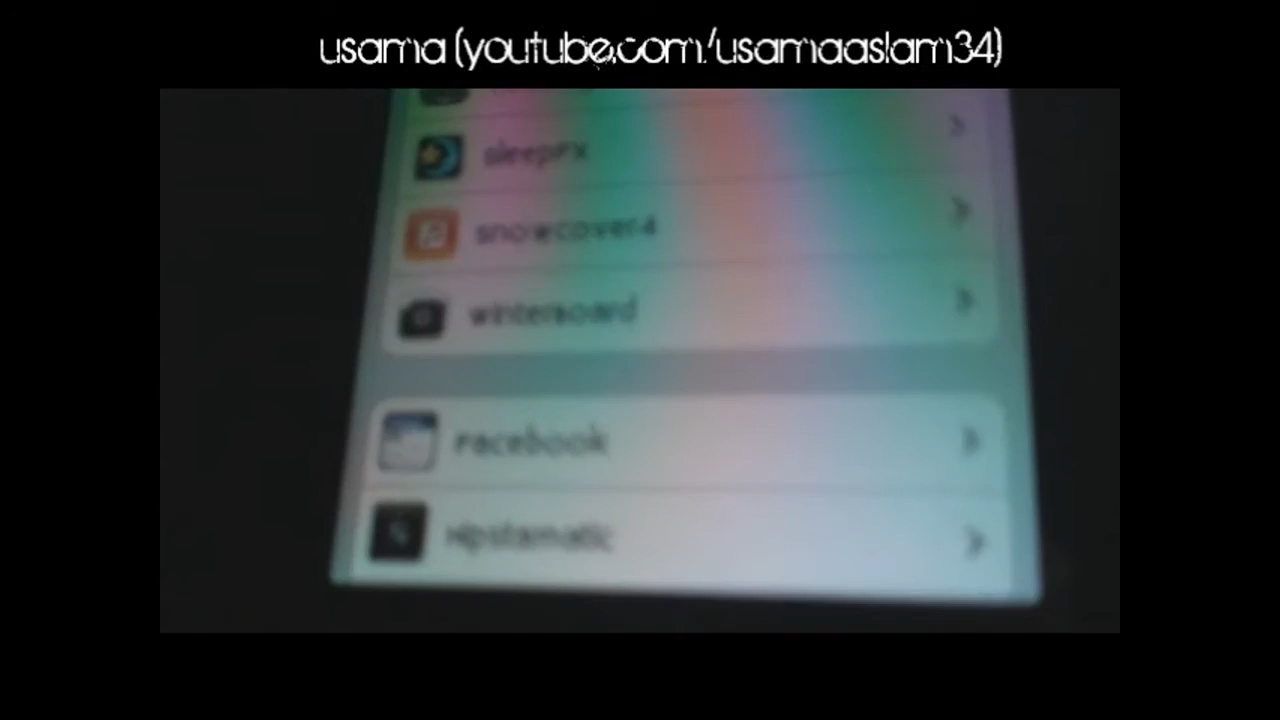 usama (youtube.com/usamaaslam34)
sleepFX
snowcover4
winterboard
Facebook
Hipstamatic